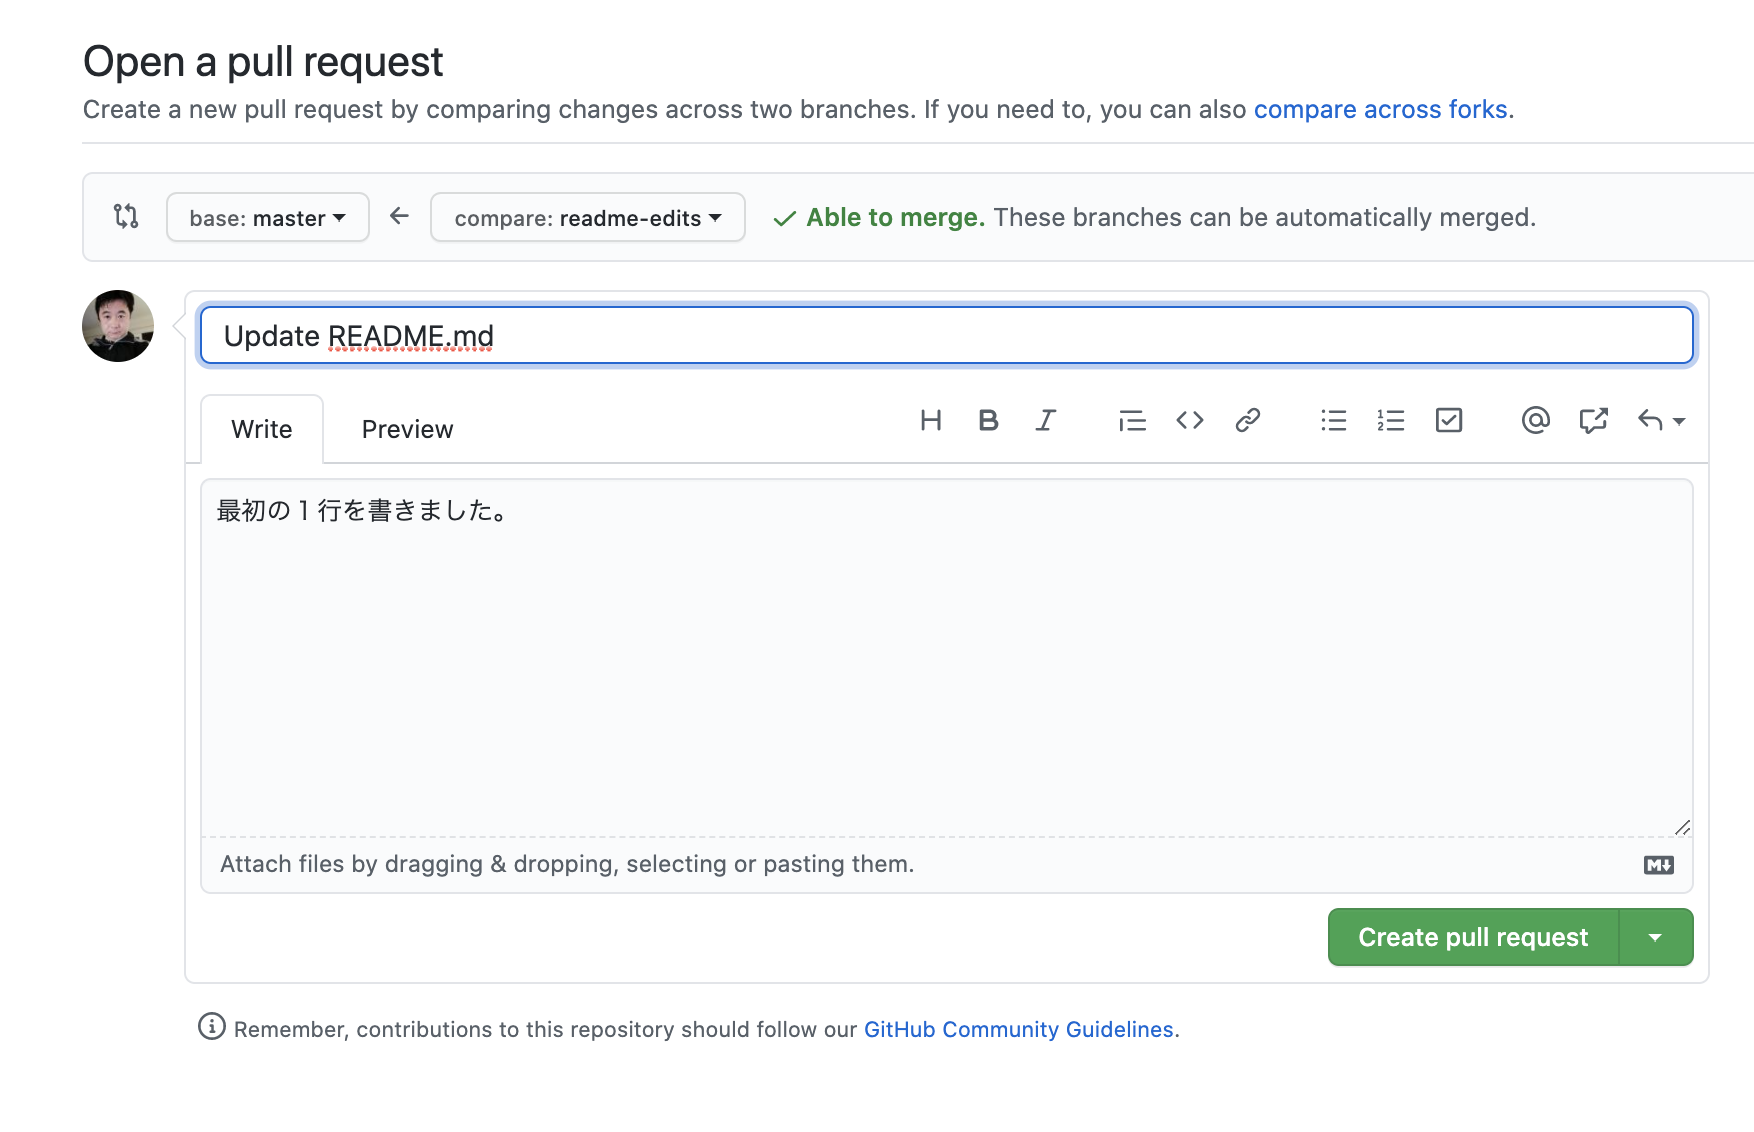 Open a pull request
Create a new pull request by comparing changes across two branches. If you need to, you can also compare across forks.
base: master
compare: readme-edits
Able to merge. These branches can be automatically merged.
Update README.md
Write
Preview
最初の１行を書きました。
Attach files by dragging & dropping, selecting or pasting them.
Create pull request
Remember, contributions to this repository should follow our GitHub Community Guidelines.